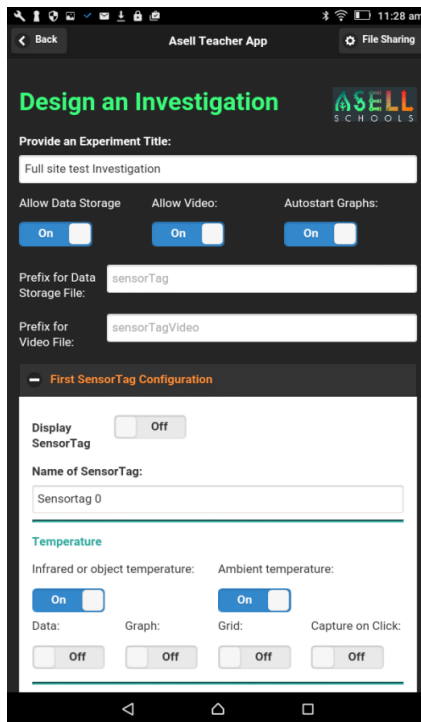 11:28 am
Back
Asell Teacher App
File Sharing
Design an Investigation
ASELL
SCHOOLS
Provide an Experiment Title:
Full site test Investigation
Allow Data Storage Allow Video: Autostart Graphs:
On On On
Prefix for Data
Storage File:
sensorTag
Prefix for
Video File:
sensorTagVideo
First SensorTag Configuration
Display
SensorTag
Off
Name of SensorTag:
Sensortag 0
Temperature
Infrared or object temperature: Ambient temperature:
On On
Data: Graph: Grid: Capture on Click:
Off Off Off Off